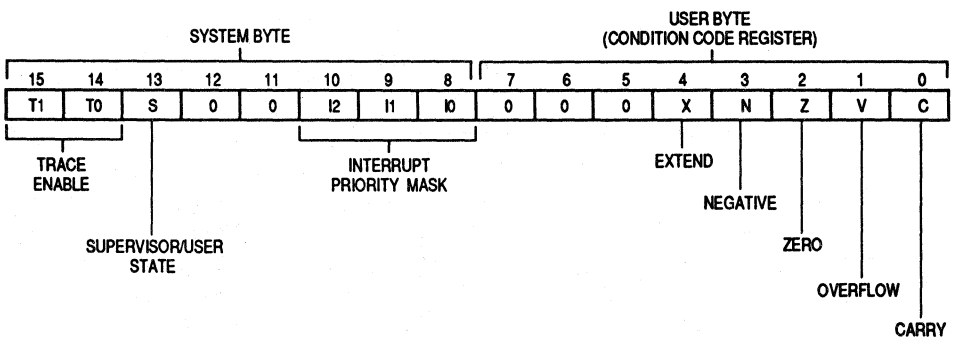 SYSTEM BYTE
USER BYTE
(CONDITION CODE REGISTER)
15 14 13 12 11 10 9 8 7 6 5 4 3 2 1 0
T1 T0 S 0 0 I2 I1 I0 0 0 0 X N Z V C
TRACE
ENABLE
INTERRUPT
PRIORITY MASK
EXTEND
NEGATIVE
SUPERVISOR/USER
STATE
ZERO
OVERFLOW
CARRY